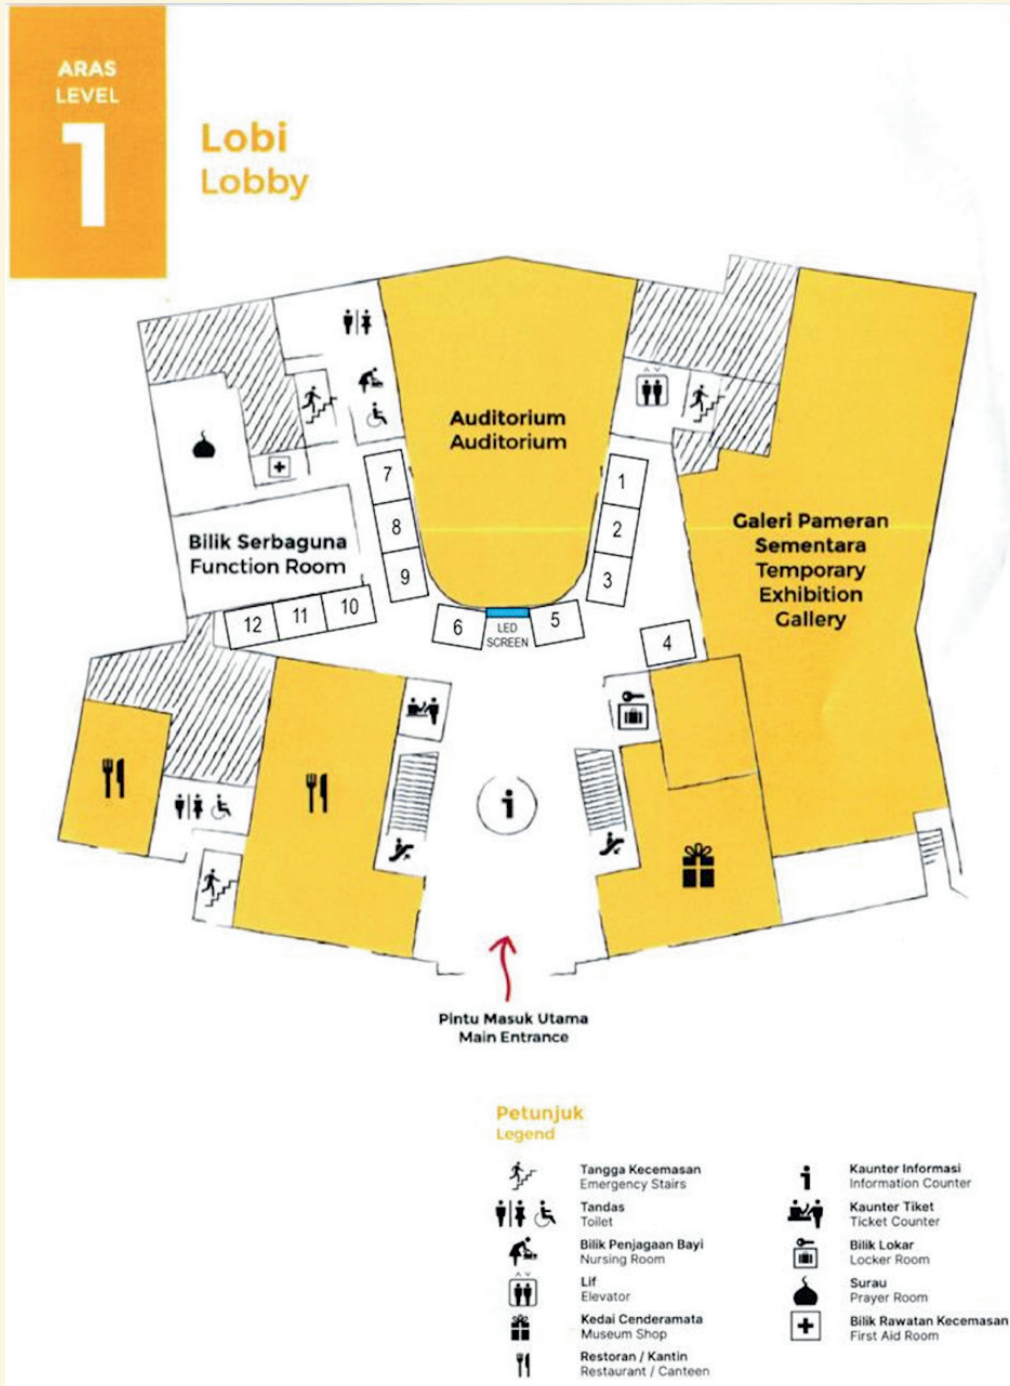 ARAS
LEVEL
1
Lobi
Lobby
Auditorium
Auditorium
Bilik Serbaguna
Function Room
Galeri Pameran
Sementara
Temporary
Exhibition
Gallery
7
8
9
1
2
3
12
11
10
6
LED
SCREEN
5
4
i
Pintu Masuk Utama
Main Entrance
Petunjuk
Legend
Tangga Kecemasan
Emergency Stairs
Tandas
Toilet
Bilik Penjagaan Bayi
Nursing Room
Lif
Elevator
Kedai Cenderamata
Museum Shop
Restoran / Kantin
Restaurant / Canteen
i
Kaunter Informasi
Information Counter
Kaunter Tiket
Ticket Counter
Bilik Lokar
Locker Room
Surau
Prayer Room
Bilik Rawatan Kecemasan
First Aid Room